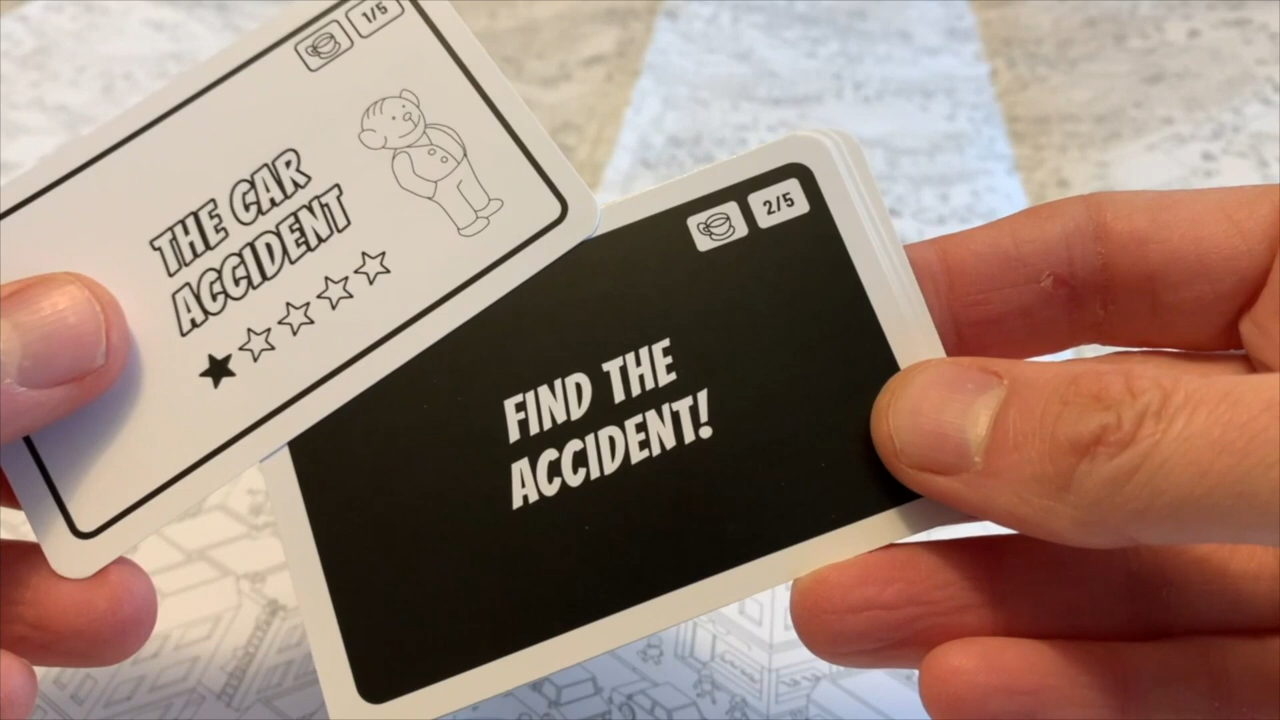 1/5
THE CAR
ACCIDENT
2/5
FIND THE
ACCIDENT!